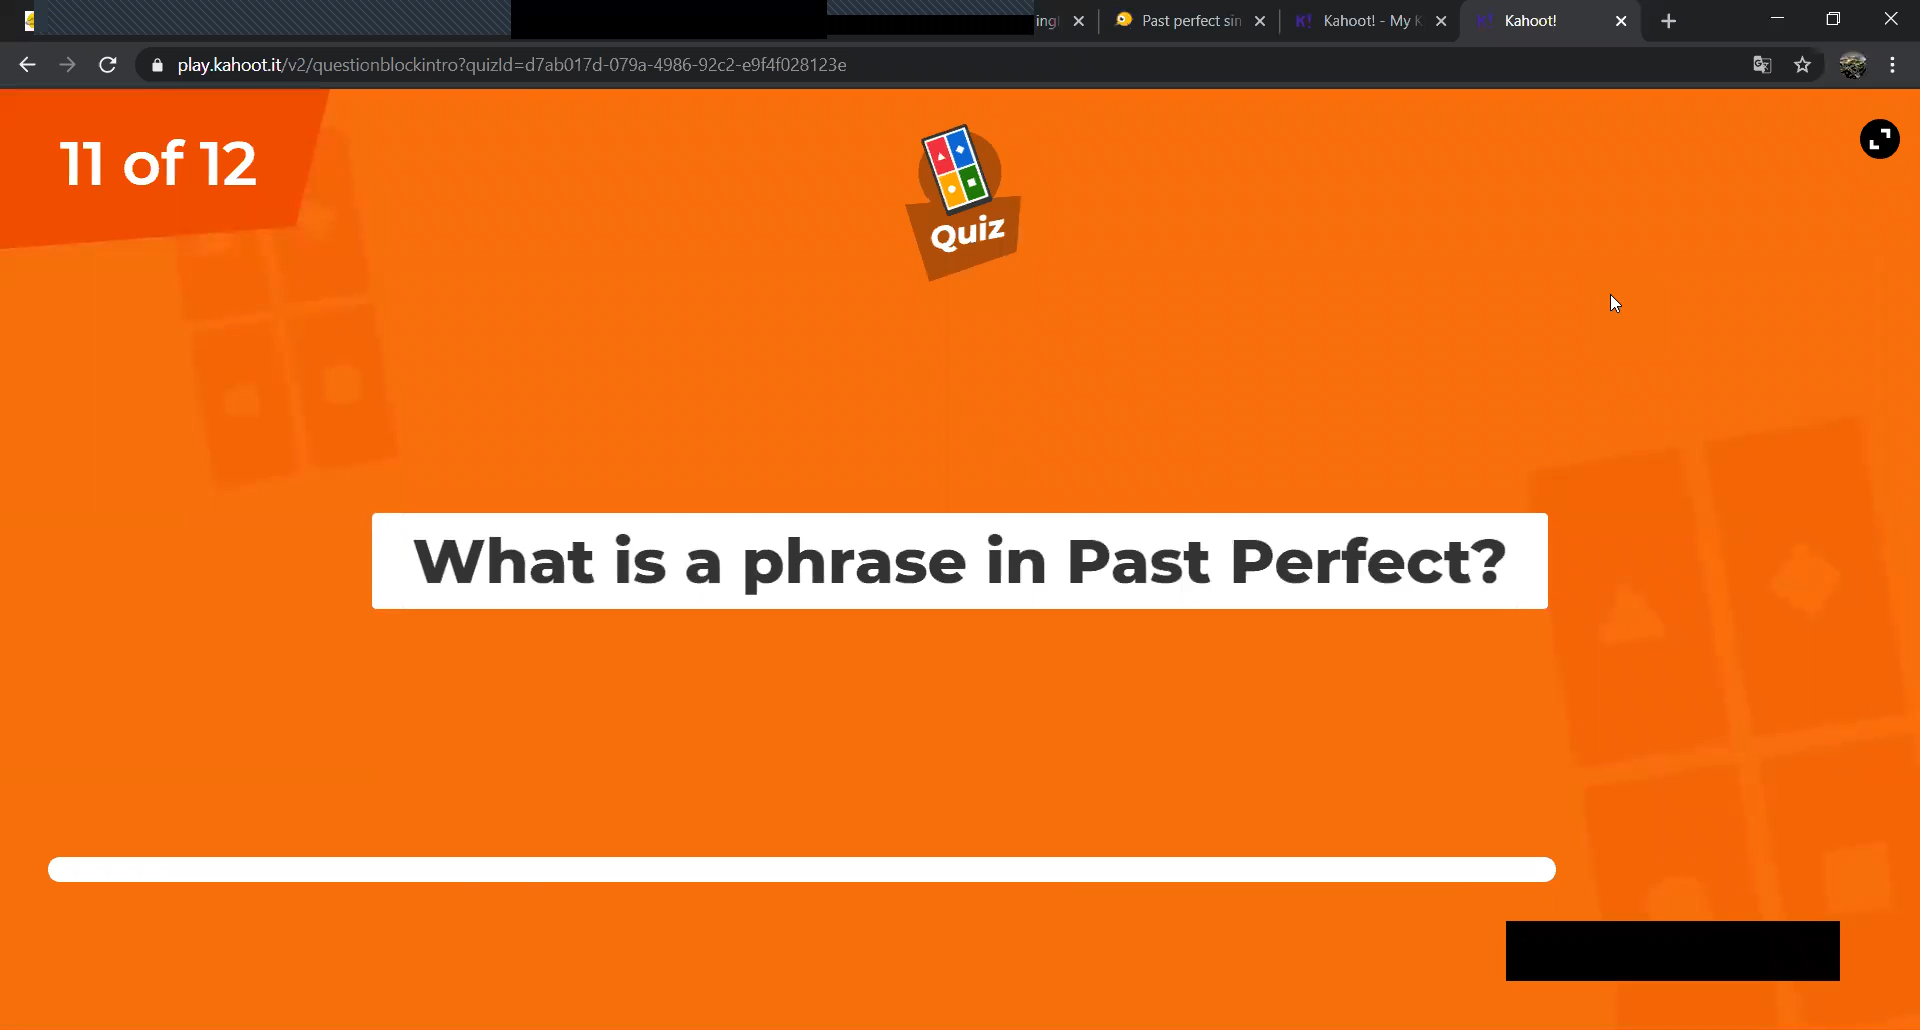 ing
Past perfect sin
Kahoot! - My K
Kahoot!
play.kahoot.it/v2/questionblockintro?quizId=d7ab017d-079a-4986-92c2-e9f4f028123e
11 of 12
Quiz
What is a phrase in Past Perfect?